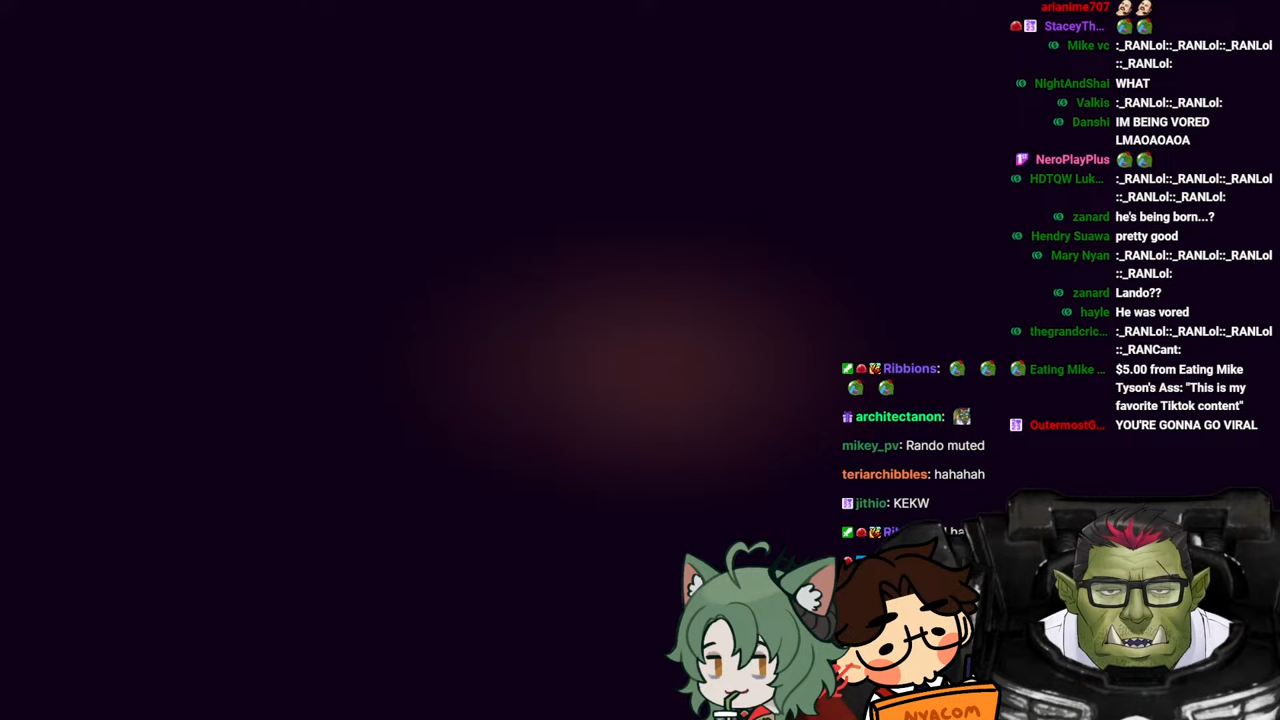 arianime707
StaceyTh...
Mike vc :_RANLol::_RANLol::_RANLol
::_RANLol:
NightAndShai WHAT
Valkis :_RANLol::_RANLol:
Danshi IM BEING VORED
LMAOAOAOA
NeroPlayPlus
HDTQW Luk... :_RANLol::_RANLol::_RANLol
::_RANLol::_RANLol:
zanard he's being born...?
Hendry Suawa pretty good
Mary Nyan :_RANLol::_RANLol::_RANLol
::_RANLol:
zanard Lando??
hayle He was vored
thegrandcric... :_RANLol::_RANLol::_RANLol
::_RANCant:
Eating Mike ... $5.00 from Eating Mike
Tyson's Ass: "This is my
favorite Tiktok content"
OutermostG... YOU'RE GONNA GO VIRAL
Ribbions:
architectanon:
mikey_pv: Rando muted
teriarchibbles: hahahah
jithio: KEKW
NYACOM